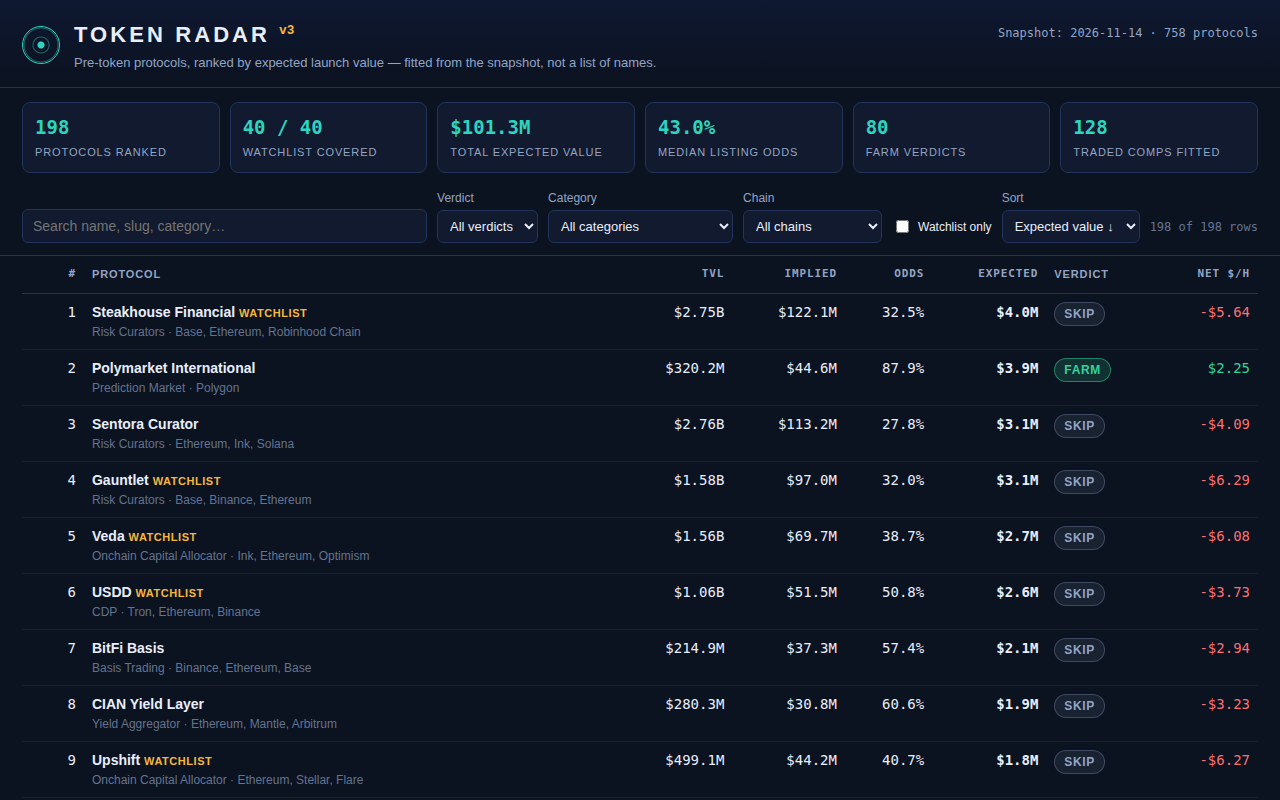 TOKEN RADAR v3
Snapshot: 2026-11-14 · 758 protocols
Pre-token protocols, ranked by expected launch value — fitted from the snapshot, not a list of names.
198
PROTOCOLS RANKED
40 / 40
WATCHLIST COVERED
$101.3M
TOTAL EXPECTED VALUE
43.0%
MEDIAN LISTING ODDS
80
FARM VERDICTS
128
TRADED COMPS FITTED
Verdict Category Chain Sort
Search name, slug, category… All verdicts All categories All chains Watchlist only Expected value ↓ 198 of 198 rows
# PROTOCOL TVL IMPLIED ODDS EXPECTED VERDICT NET $/H
1 Steakhouse Financial WATCHLIST $2.75B $122.1M 32.5% $4.0M SKIP -$5.64
Risk Curators · Base, Ethereum, Robinhood Chain
2 Polymarket International $320.2M $44.6M 87.9% $3.9M FARM $2.25
Prediction Market · Polygon
3 Sentora Curator $2.76B $113.2M 27.8% $3.1M SKIP -$4.09
Risk Curators · Ethereum, Ink, Solana
4 Gauntlet WATCHLIST $1.58B $97.0M 32.0% $3.1M SKIP -$6.29
Risk Curators · Base, Binance, Ethereum
5 Veda WATCHLIST $1.56B $69.7M 38.7% $2.7M SKIP -$6.08
Onchain Capital Allocator · Ink, Ethereum, Optimism
6 USDD WATCHLIST $1.06B $51.5M 50.8% $2.6M SKIP -$3.73
CDP · Tron, Ethereum, Binance
7 BitFi Basis $214.9M $37.3M 57.4% $2.1M SKIP -$2.94
Basis Trading · Binance, Ethereum, Base
8 CIAN Yield Layer $280.3M $30.8M 60.6% $1.9M SKIP -$3.23
Yield Aggregator · Ethereum, Mantle, Arbitrum
9 Upshift WATCHLIST $499.1M $44.2M 40.7% $1.8M SKIP -$6.27
Onchain Capital Allocator · Ethereum, Stellar, Flare